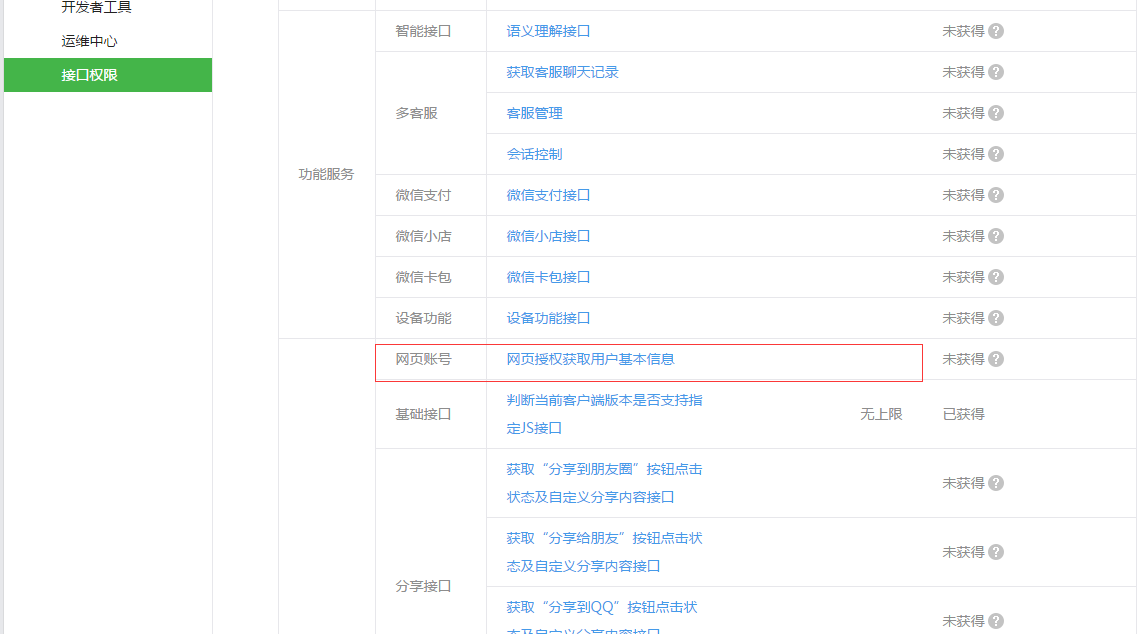 开发者工具
运维中心
接口权限
功能服务
智能接口
语义理解接口
未获得 ?
多客服
获取客服聊天记录
未获得 ?
客服管理
未获得 ?
会话控制
未获得 ?
微信支付
微信支付接口
未获得 ?
微信小店
微信小店接口
未获得 ?
微信卡包
微信卡包接口
未获得 ?
设备功能
设备功能接口
未获得 ?
网页账号
网页授权获取用户基本信息
未获得 ?
基础接口
判断当前客户端版本是否支持指
定JS接口
无上限
已获得
分享接口
获取“分享到朋友圈”按钮点击
状态及自定义分享内容接口
未获得 ?
获取“分享给朋友”按钮点击状
态及自定义分享内容接口
未获得 ?
获取“分享到QQ”按钮点击状
态及自定义分享内容接口
未获得 ?